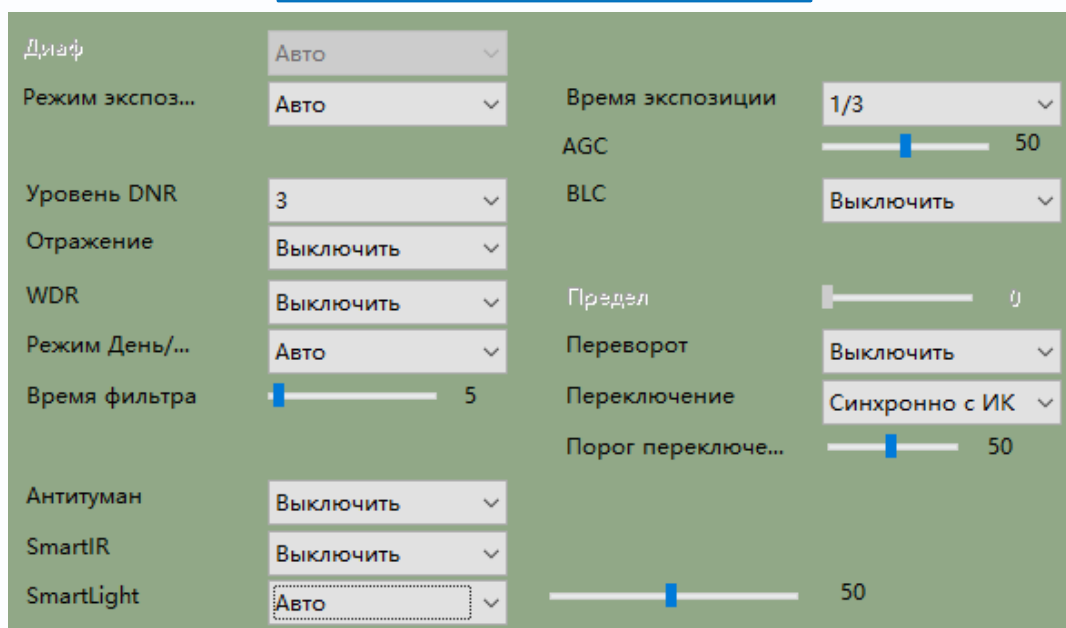 Диаф Авто
Режим экспоз... Авто Время экспозиции 1/3
AGC 50
Уровень DNR 3 BLC Выключить
Отражение Выключить
WDR Выключить Предел 0
Режим День/... Авто Переворот Выключить
Время фильтра 5 Переключение Синхронно с ИК
Порог переключе... 50
Антитуман Выключить
SmartIR Выключить
SmartLight Авто 50